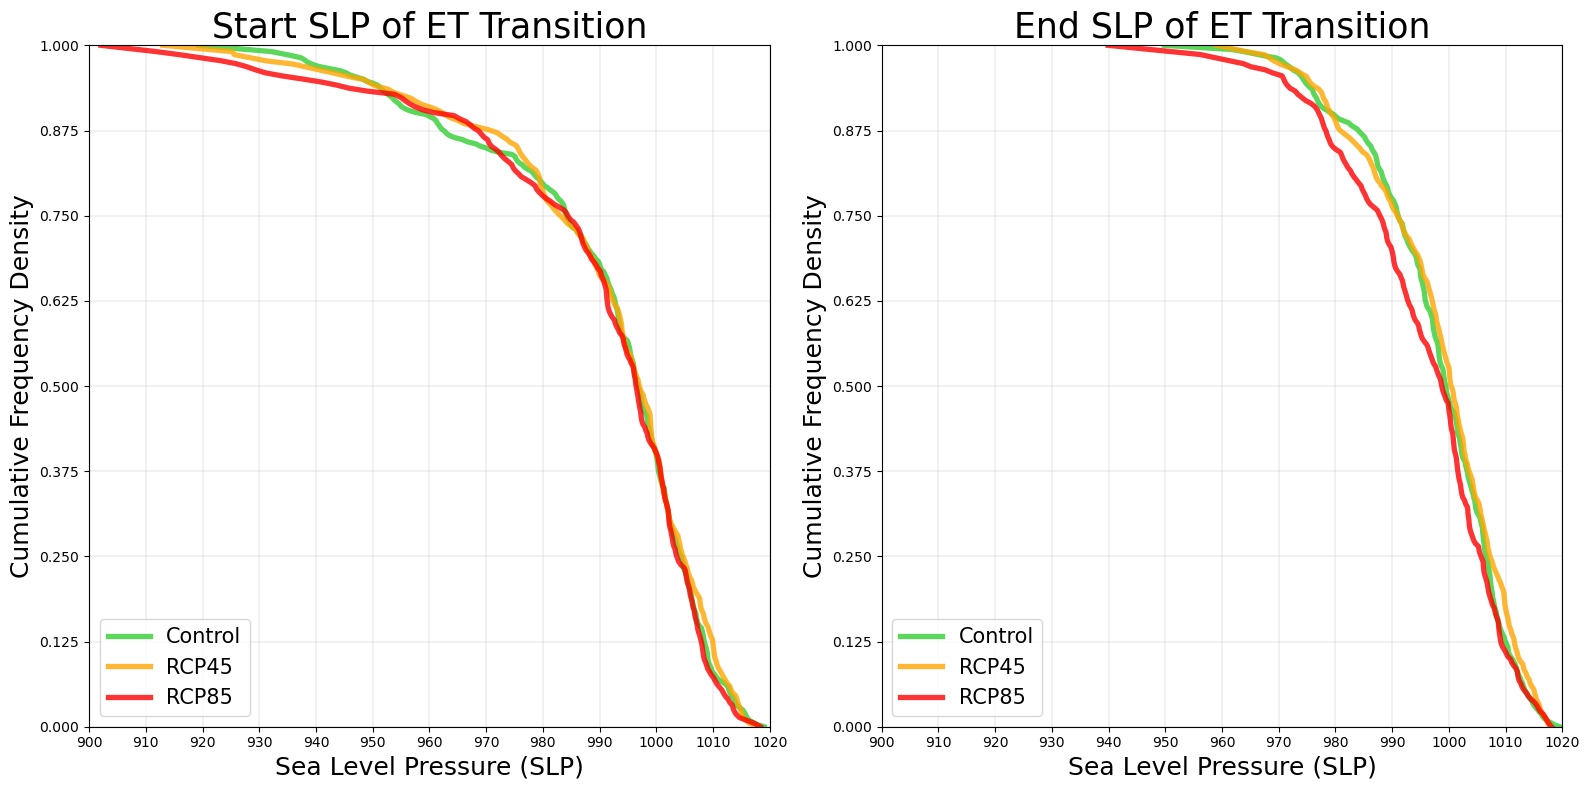 Start SLP of ET Transition
Cumulative Frequency Density
1.000
0.875
0.750
0.625
0.500
0.375
0.250
0.125
0.000
Control
RCP45
RCP85
900 910 920 930 940 950 960 970 980 990 1000 1010 1020
Sea Level Pressure (SLP)
End SLP of ET Transition
Cumulative Frequency Density
1.000
0.875
0.750
0.625
0.500
0.375
0.250
0.125
0.000
Control
RCP45
RCP85
900 910 920 930 940 950 960 970 980 990 1000 1010 1020
Sea Level Pressure (SLP)